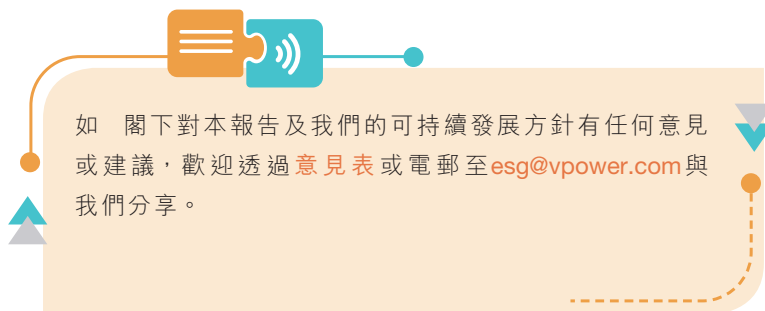 如　閣下對本報告及我們的可持續發展方針有任何意見
或建議，歡迎透過意見表或電郵至esg@vpower.com與
我們分享。